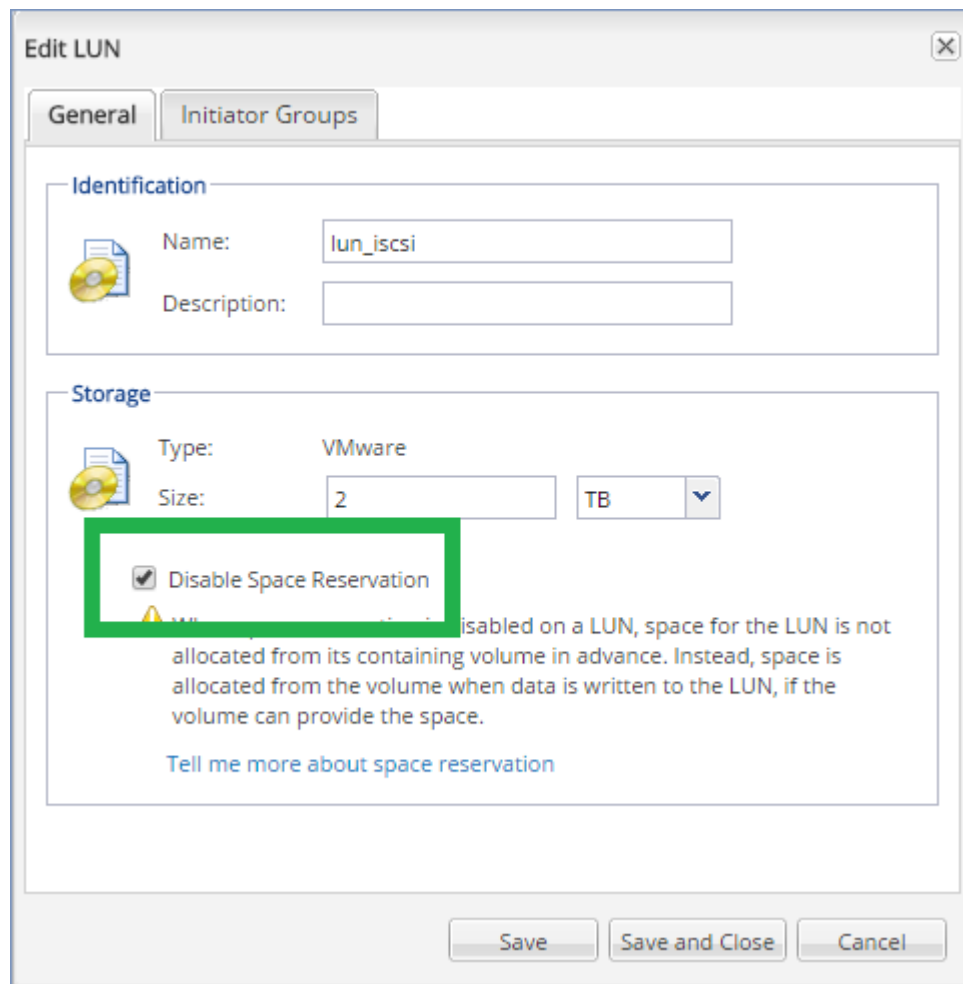 Edit LUN
General
Initiator Groups
Identification
Name:
lun_iscsi
Description:
Storage
Type:
VMware
Size:
2
TB
Disable Space Reservation
disabled on a LUN, space for the LUN is not
allocated from its containing volume in advance. Instead, space is
allocated from the volume when data is written to the LUN, if the
volume can provide the space.
Tell me more about space reservation
Save
Save and Close
Cancel